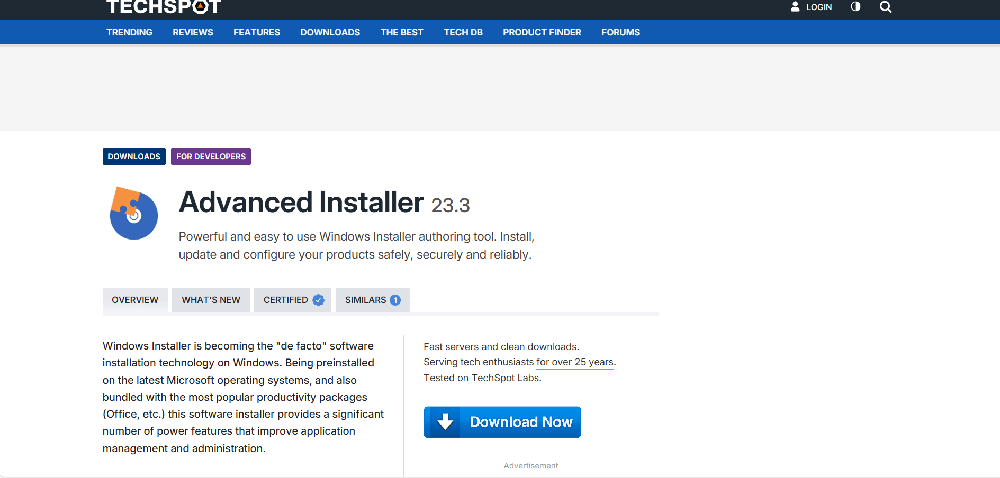 TECHSPOT
LOGIN
TRENDING REVIEWS FEATURES DOWNLOADS THE BEST TECH DB PRODUCT FINDER FORUMS
DOWNLOADS FOR DEVELOPERS
Advanced Installer 23.3
Powerful and easy to use Windows Installer authoring tool. Install,
update and configure your products safely, securely and reliably.
OVERVIEW WHAT'S NEW CERTIFIED SIMILARS 1
Windows Installer is becoming the "de facto" software
installation technology on Windows. Being preinstalled
on the latest Microsoft operating systems, and also
bundled with the most popular productivity packages
(Office, etc.) this software installer provides a significant
number of power features that improve application
management and administration.
Fast servers and clean downloads.
Serving tech enthusiasts for over 25 years.
Tested on TechSpot Labs.
Download Now
Advertisement